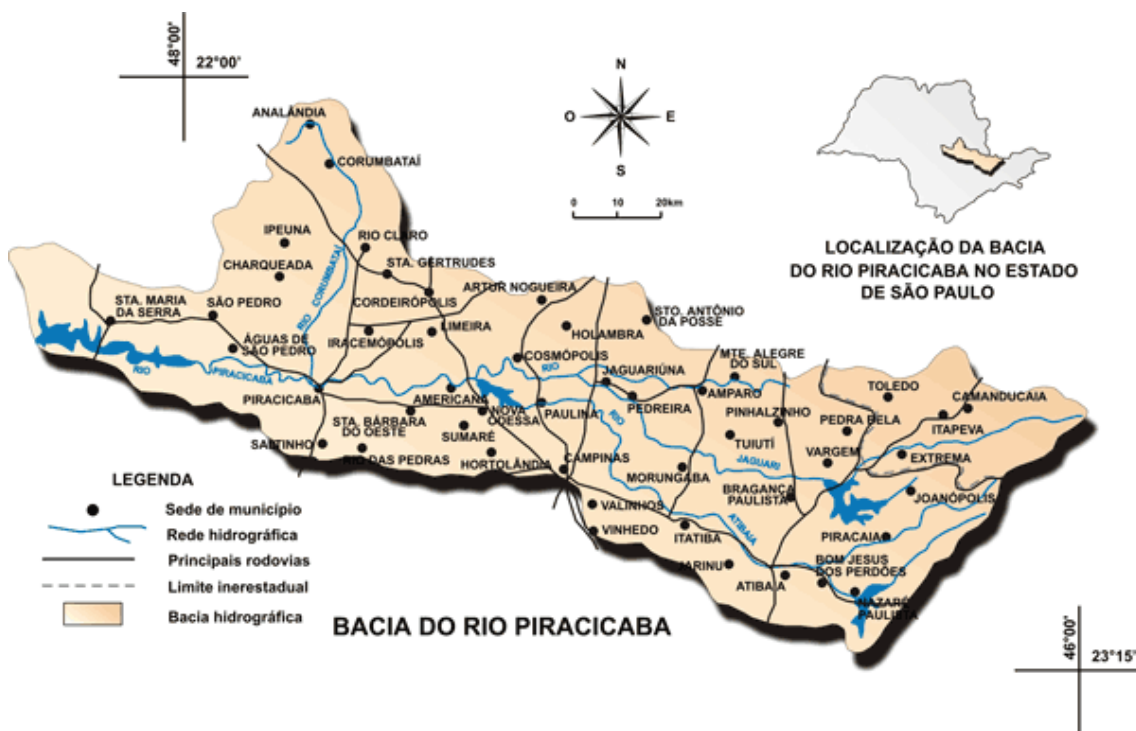 48°00'
22°00'
N
O
E
S
0 10 20km
LOCALIZAÇÃO DA BACIA
DO RIO PIRACICABA NO ESTADO
DE SÃO PAULO
ANALÂNDIA
CORUMBATAÍ
IPEUNA
RIO CLARO
CHARQUEADA
STA. GERTRUDES
RIO CORUMBATAÍ
CORDEIRÓPOLIS
ARTUR NOGUEIRA
STA. MARIA
DA SERRA
SÃO PEDRO
STO. ANTÔNIO
DA POSSE
HOLAMBRA
LIMEIRA
IRACEMÓPOLIS
ÁGUAS DE
SÃO PEDRO
COSMÓPOLIS
MTE. ALEGRE
DO SUL
RIO
PIRACICABA
RIO
JAGUARIÚNA
TOLEDO
CAMANDUCAIA
PIRACICABA
AMERICANA
NOVA
ODESSA
PAULINA
PEDREIRA
AMPARO
PINHALZINHO
PEDRA BELA
ITAPEVA
STA. BÁRBARA
DO OESTE
SUMARÉ
RIO
TUIUTÍ
VARGEM
EXTREMA
SALTINHO
RIO DAS PEDRAS
HORTOLÂNDIA
CAMPINAS
MORUNGABA
JAGUARI
BRAGANÇA
PAULISTA
JOANÓPOLIS
VALINHOS
VINHEDO
ITATIBA
ATIBAIA
PIRACAIA
JARINU
ATIBAIA
BOM JESUS
DOS PERDÕES
NAZARÉ
PAULISTA
LEGENDA
Sede de município
Rede hidrográfica
Principais rodovias
Limite inerestadual
Bacia hidrográfica
BACIA DO RIO PIRACICABA
46°00'
23°15'